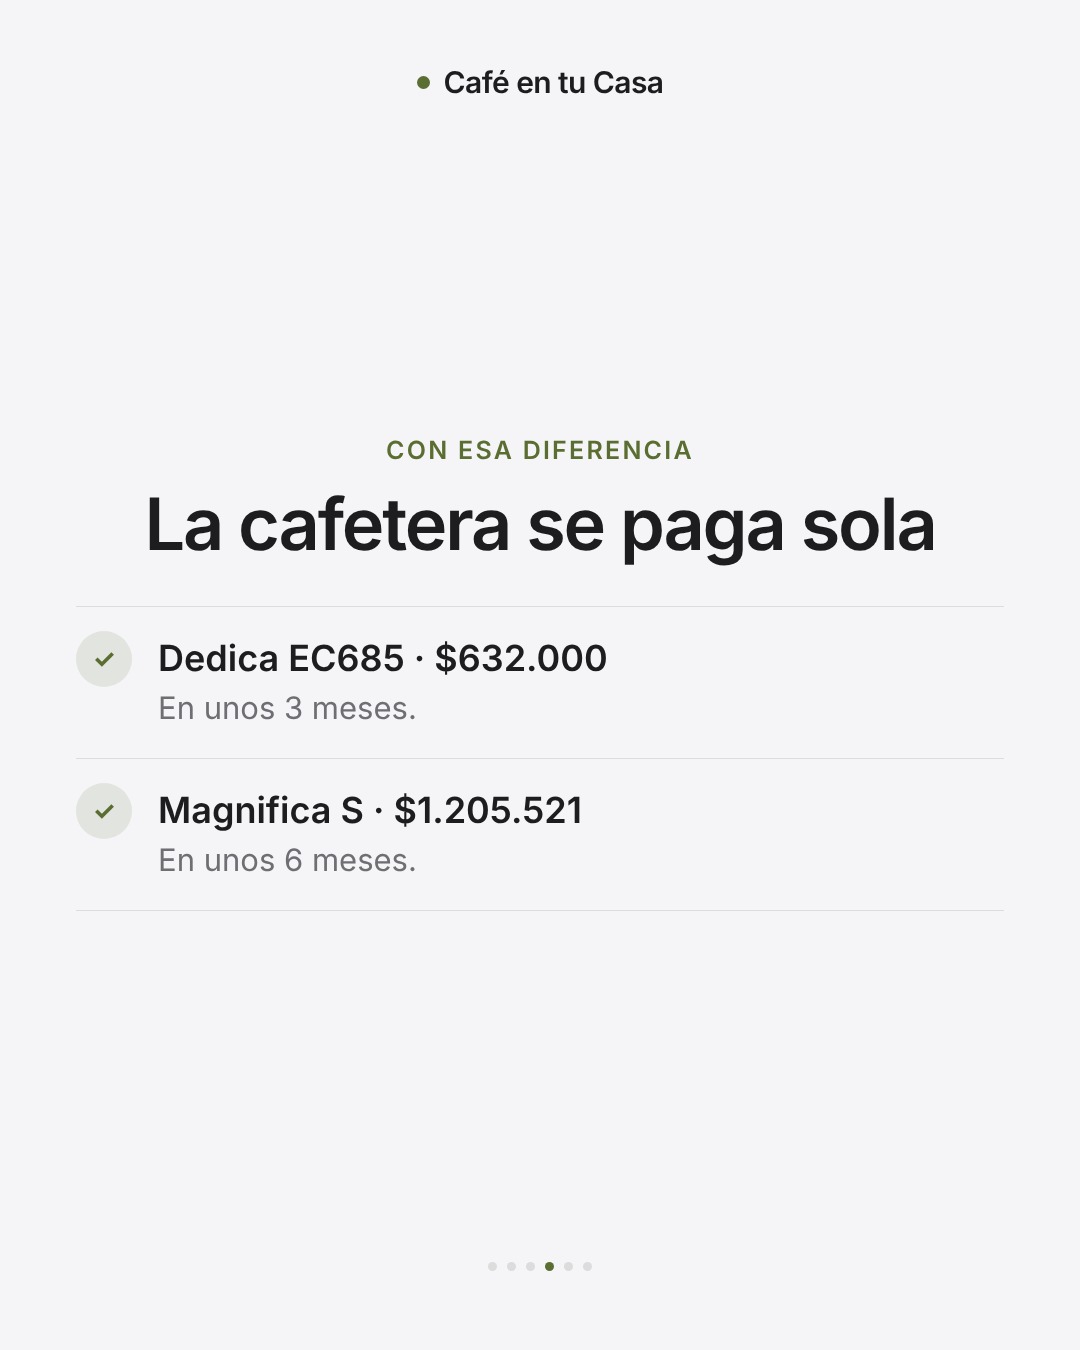 Café en tu Casa
CON ESA DIFERENCIA
La cafetera se paga sola
Dedica EC685 · $632.000
En unos 3 meses.
Magnifica S · $1.205.521
En unos 6 meses.